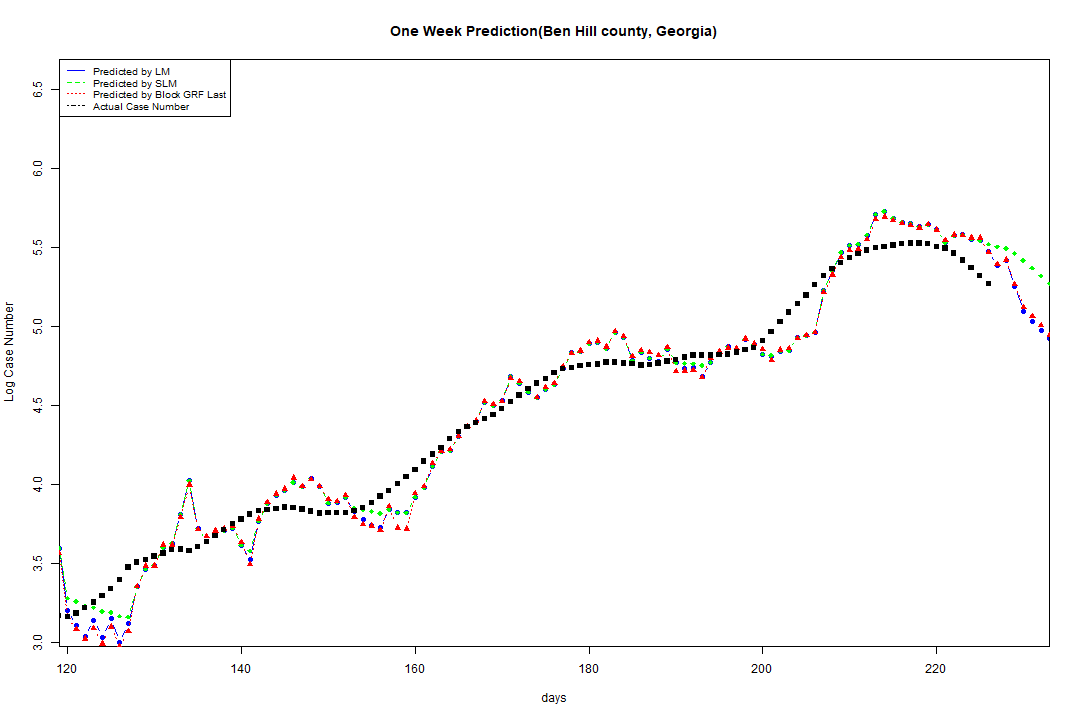 One Week Prediction(Ben Hill county, Georgia)
Predicted by LM
Predicted by SLM
Predicted by Block GRF Last
Actual Case Number
6.5
6.0
5.5
5.0
4.5
4.0
3.5
3.0
Log Case Number
120 140 160 180 200 220
days